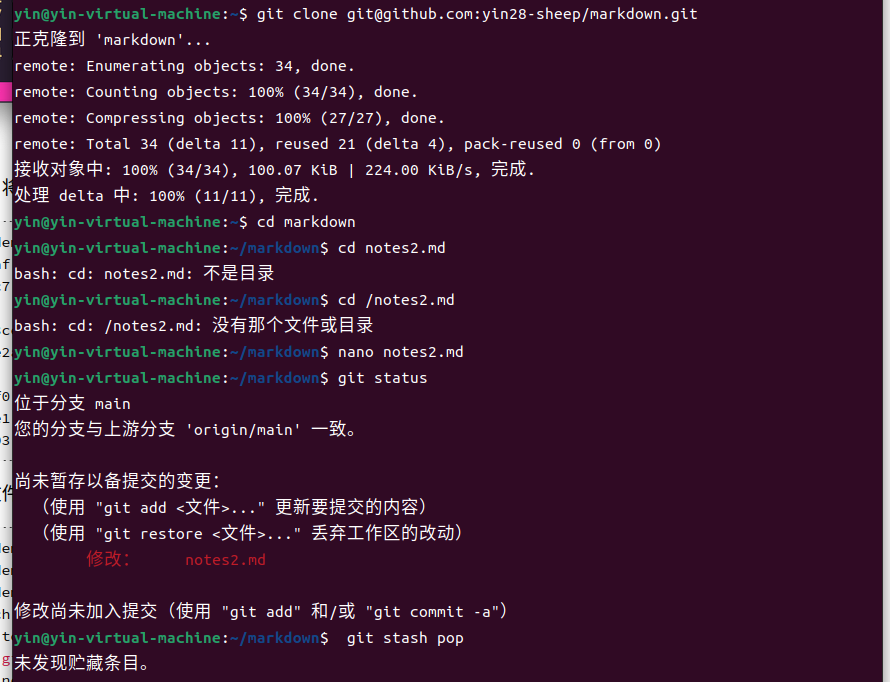 yin@yin-virtual-machine:~$ git clone git@github.com:yin28-sheep/markdown.git
正克隆到 'markdown'...
remote: Enumerating objects: 34, done.
remote: Counting objects: 100% (34/34), done.
remote: Compressing objects: 100% (27/27), done.
remote: Total 34 (delta 11), reused 21 (delta 4), pack-reused 0 (from 0)
接收对象中: 100% (34/34), 100.07 KiB | 224.00 KiB/s, 完成.
处理 delta 中: 100% (11/11), 完成.
yin@yin-virtual-machine:~$ cd markdown
yin@yin-virtual-machine:~/markdown$ cd notes2.md
bash: cd: notes2.md: 不是目录
yin@yin-virtual-machine:~/markdown$ cd /notes2.md
bash: cd: /notes2.md: 没有那个文件或目录
yin@yin-virtual-machine:~/markdown$ nano notes2.md
yin@yin-virtual-machine:~/markdown$ git status
位于分支 main
您的分支与上游分支 'origin/main' 一致。
尚未暂存以备提交的变更：
（使用 "git add <文件>..." 更新要提交的内容）
（使用 "git restore <文件>..." 丢弃工作区的改动）
修改： notes2.md
修改尚未加入提交（使用 "git add" 和/或 "git commit -a"）
yin@yin-virtual-machine:~/markdown$  git stash pop
未发现贮藏条目。